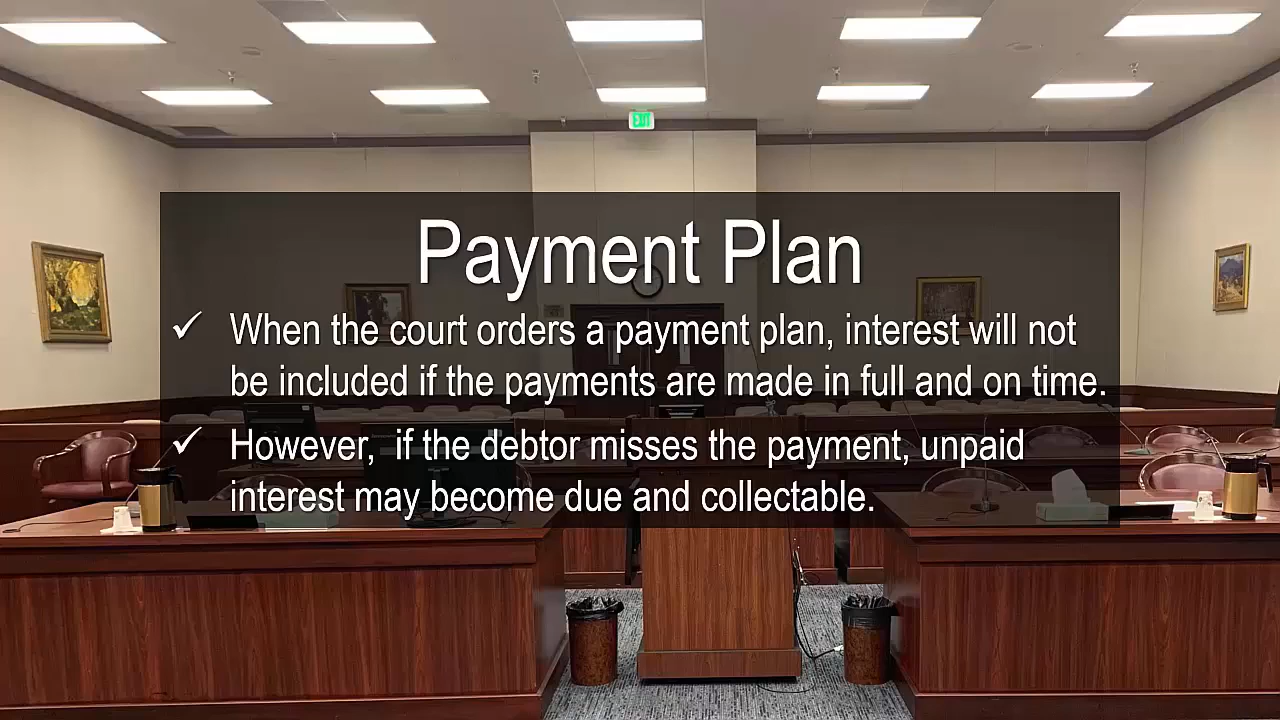 EXIT
Payment Plan
✓ When the court orders a payment plan, interest will not
be included if the payments are made in full and on time.
✓ However, if the debtor misses the payment, unpaid
interest may become due and collectable.